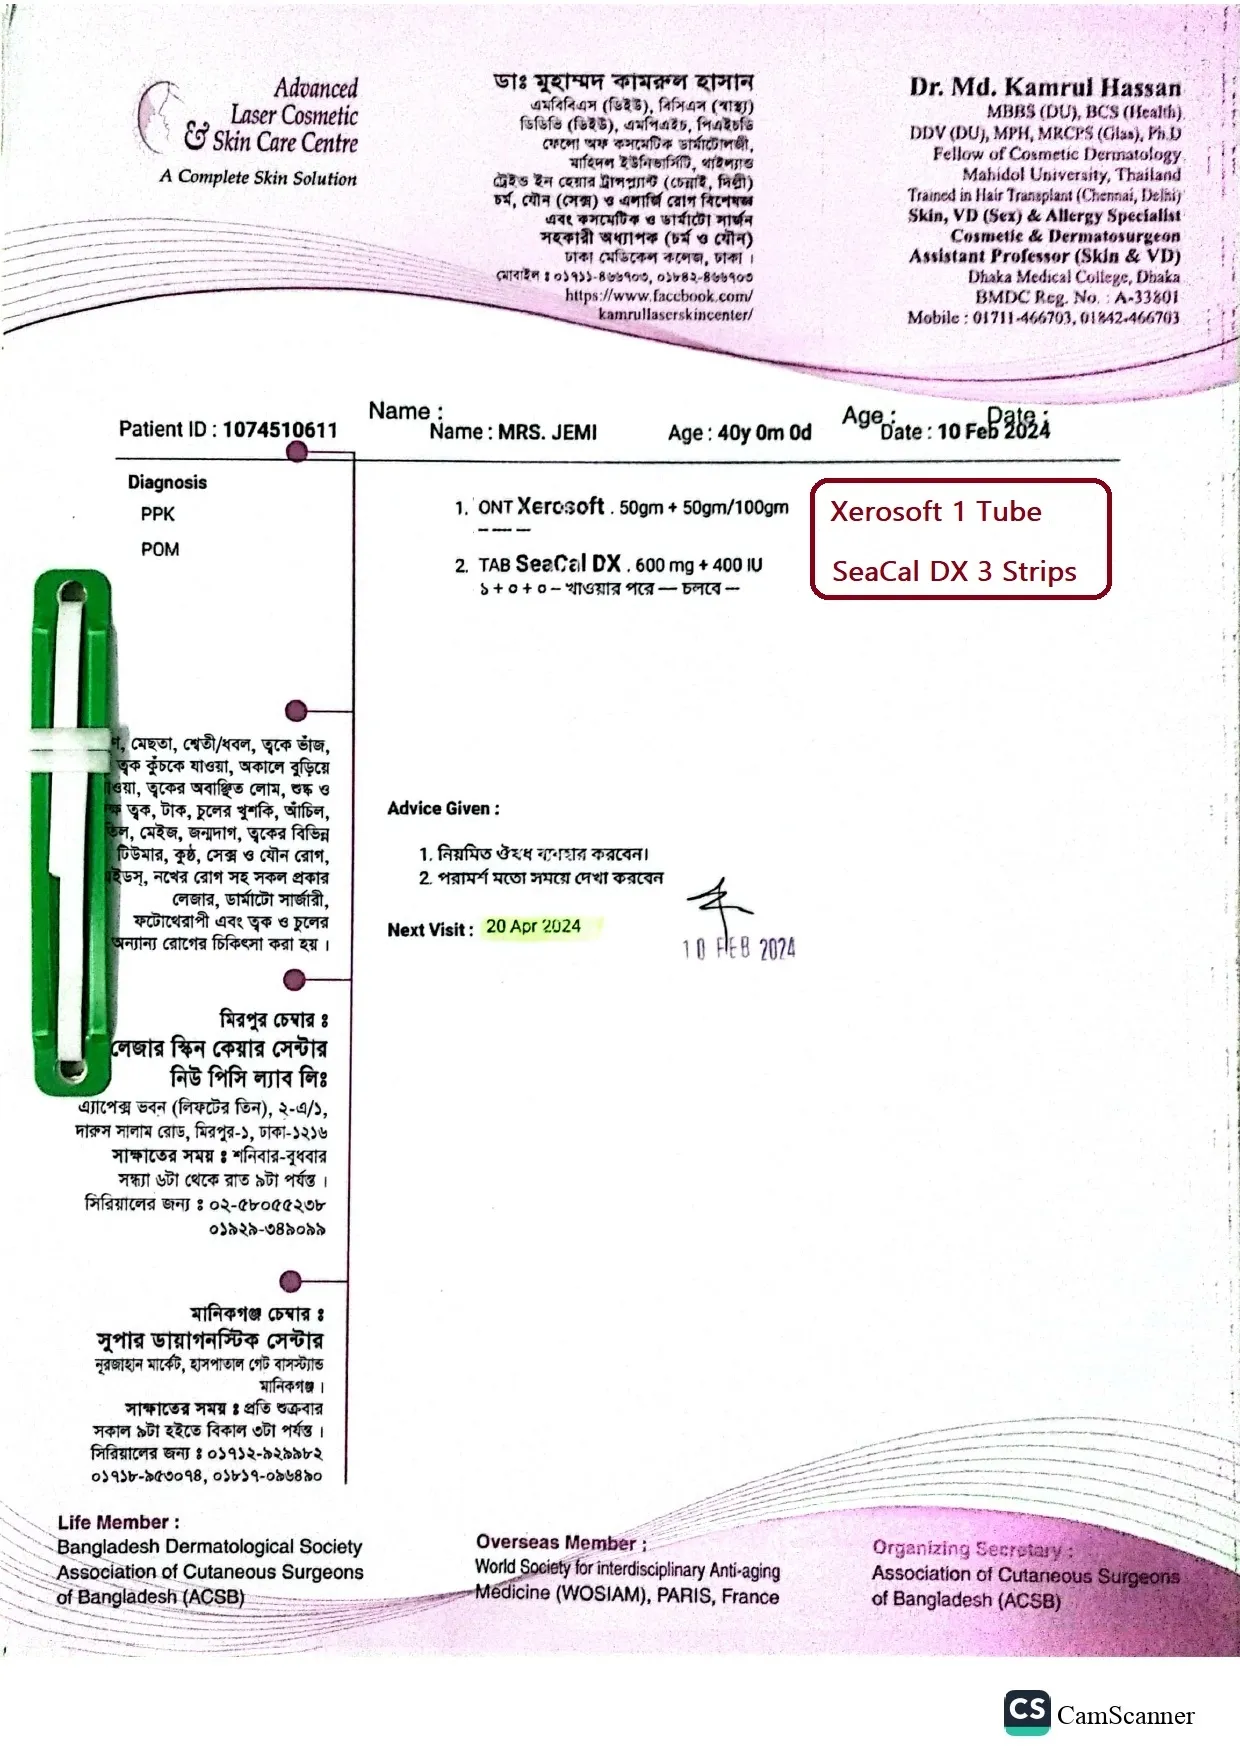 Advanced
Laser Cosmetic
& Skin Care Centre
A Complete Skin Solution
ডাঃ মুহাম্মদ কামরুল হাসান
এমবিবিএস (ডিইউ), বিসিএস (স্বাস্থ্য)
ডিডিভি (ডিইউ), এমপিএইচ, পিএইচডি
ফেলো অফ কসমেটিক ডার্মাটোলজী,
মাহিদল ইউনিভার্সিটি, থাইল্যান্ড
ট্রেইন্ড ইন হেয়ার ট্রান্সপ্ল্যান্ট (চেন্নাই, দিল্লী)
চর্ম, যৌন (সেক্স) ও এলার্জি রোগ বিশেষজ্ঞ
এবং কসমেটিক ও ডার্মাটো সার্জন
সহকারী অধ্যাপক (চর্ম ও যৌন)
ঢাকা মেডিকেল কলেজ, ঢাকা ।
মোবাইল : ০১৭১১-৪৬৬৭০৩, ০১৮৪২-৪৬৬৭০৩
https://www.facebook.com/
kamrullaserskincenter/
Dr. Md. Kamrul Hassan
MBBS (DU), BCS (Health)
DDV (DU), MPH, MRCPS (Glas), Ph.D
Fellow of Cosmetic Dermatology
Mahidol University, Thailand
Trained in Hair Transplant (Chennai, Delhi)
Skin, VD (Sex) & Allergy Specialist
Cosmetic & Dermatosurgeon
Assistant Professor (Skin & VD)
Dhaka Medical College, Dhaka
BMDC Reg. No. : A-33801
Mobile : 01711-466703, 01842-466703
Name : Age : Date :
Patient ID : 1074510611 Name : MRS. JEMI Age : 40y 0m 0d Date : 10 Feb 2024
Diagnosis
PPK
POM
1. ONT Xerosoft . 50gm + 50gm/100gm
— — —
2. TAB SeaCal DX . 600 mg + 400 IU
১ + ০ + ০ – খাওয়ার পরে — চলবে –
Xerosoft 1 Tube
SeaCal DX 3 Strips
মেছতা, শ্বেতী/ধবল, ত্বকে ভাঁজ,
ত্বক কুঁচকে যাওয়া, অকালে বুড়িয়ে
ত্বকের অবাঞ্ছিত লোম, শুষ্ক ও
ত্বক, টাক, চুলের খুশকি, আঁচিল,
তিল, মেইজ, জন্মদাগ, ত্বকের বিভিন্ন
টিউমার, কুষ্ঠ, সেক্স ও যৌন রোগ,
নখের রোগ সহ সকল প্রকার
লেজার, ডার্মাটো সার্জারী,
ফটোথেরাপী এবং ত্বক ও চুলের
অন্যান্য রোগের চিকিৎসা করা হয় ।
Advice Given :
1. নিয়মিত ঔষধ ব্যবহার করবেন।
2. পরামর্শ মতো সময়ে দেখা করবেন
Next Visit : 20 Apr 2024
10 FEB 2024
মিরপুর চেম্বার :
লেজার স্কিন কেয়ার সেন্টার
নিউ পিসি ল্যাব লিঃ
এ্যাপেক্স ভবন (লিফটের তিন), ২-এ/১,
দারুস সালাম রোড, মিরপুর-১, ঢাকা-১২১৬
সাক্ষাতের সময় : শনিবার-বুধবার
সন্ধ্যা ৬টা থেকে রাত ৯টা পর্যন্ত ।
সিরিয়ালের জন্য : ০২-৫৮০৫৫২৩৮
০১৯২৯-৩৪৯০৯৯
মানিকগঞ্জ চেম্বার :
সুপার ডায়াগনস্টিক সেন্টার
নূরজাহান মার্কেট, হাসপাতাল গেট বাসস্ট্যান্ড
মানিকগঞ্জ ।
সাক্ষাতের সময় : প্রতি শুক্রবার
সকাল ৯টা হইতে বিকাল ৩টা পর্যন্ত ।
সিরিয়ালের জন্য : ০১৭১২-৯২৯৯৮২
০১৭১৮-৯৫৩০৭৪, ০১৮১৭-০৯৬৪৯০
Life Member :
Bangladesh Dermatological Society
Association of Cutaneous Surgeons
of Bangladesh (ACSB)
Overseas Member :
World Society for interdisciplinary Anti-aging
Medicine (WOSIAM), PARIS, France
Organizing Secretary :
Association of Cutaneous Surgeons
of Bangladesh (ACSB)
CS CamScanner